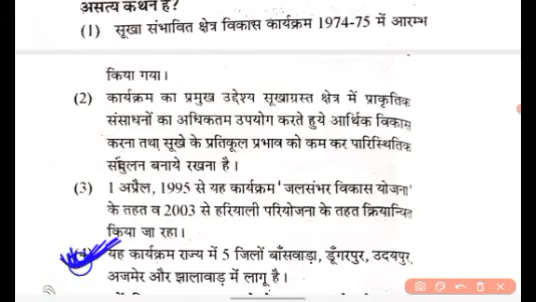 असत्य कथन है?
(1) सूखा संभावित क्षेत्र विकास कार्यक्रम 1974-75 में आरम्भ
किया गया।
(2) कार्यक्रम का प्रमुख उद्देश्य सूखाग्रस्त क्षेत्र में प्राकृतिक
संसाधनों का अधिकतम उपयोग करते हुये आर्थिक विकास
करना तथा सूखे के प्रतिकूल प्रभाव को कम कर पारिस्थितिक
संतुलन बनाये रखना है।
(3) 1 अप्रैल, 1995 से यह कार्यक्रम 'जलसंभर विकास योजना'
के तहत व 2003 से हरियाली परियोजना के तहत क्रियान्वित
किया जा रहा।
(4) यह कार्यक्रम राज्य में 5 जिलों बाँसवाड़ा, डूँगरपुर, उदयपुर,
अजमेर और झालावाड़ में लागू है।